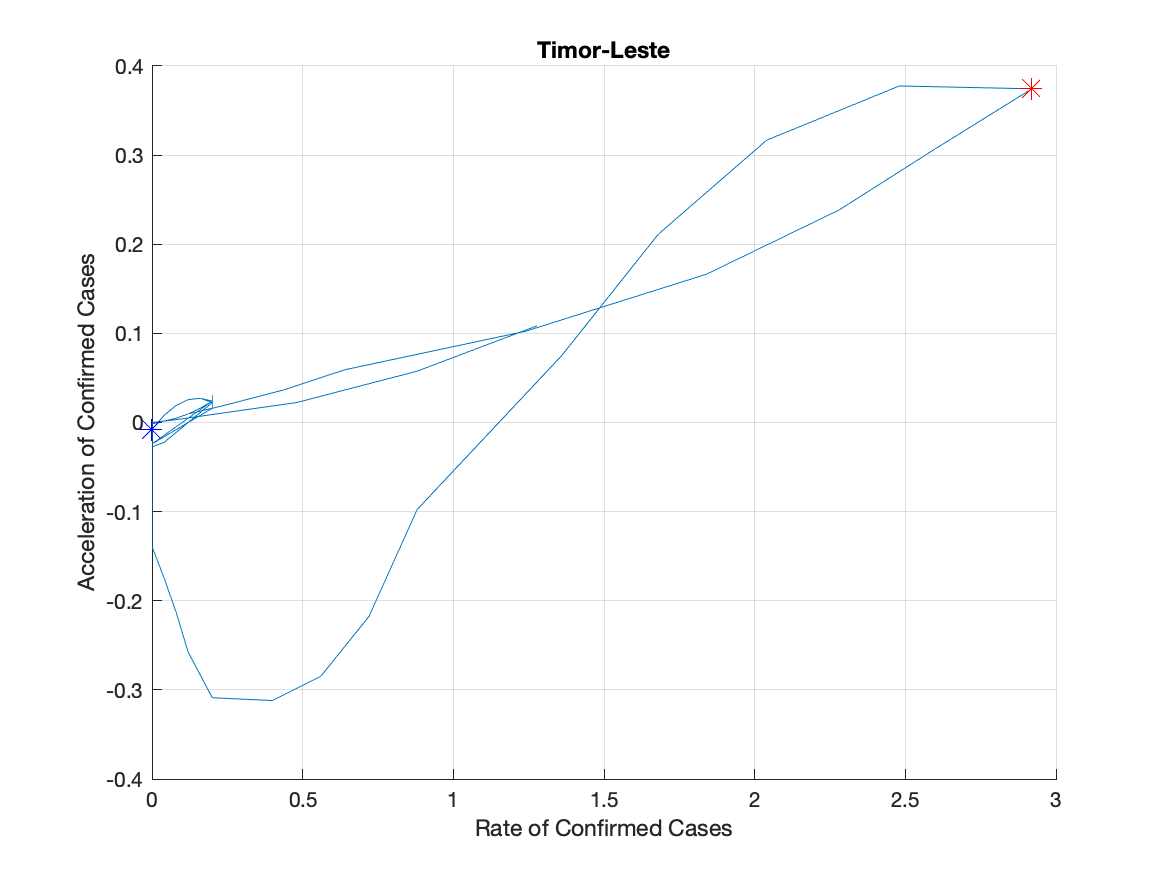 Timor-Leste
0.4
0.3
0.2
0.1
0
-0.1
-0.2
-0.3
-0.4
0 0.5 1 1.5 2 2.5 3
Rate of Confirmed Cases
Acceleration of Confirmed Cases